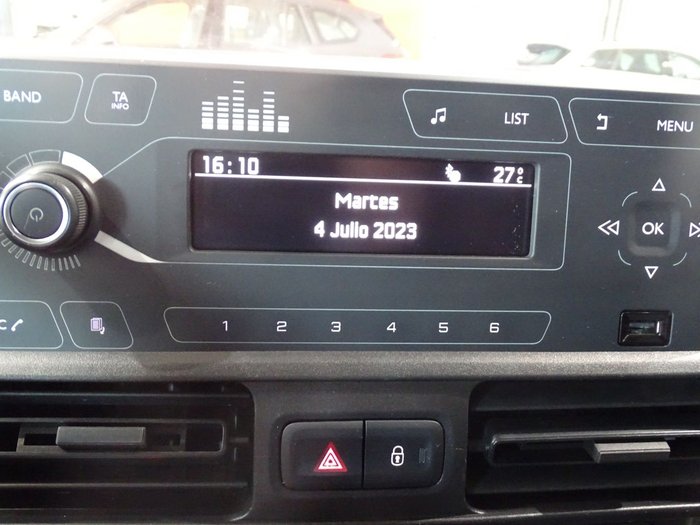 BAND
TA
INFO
LIST
MENU
16:10
27°C
Martes
4 Julio 2023
OK
C
1 2 3 4 5 6